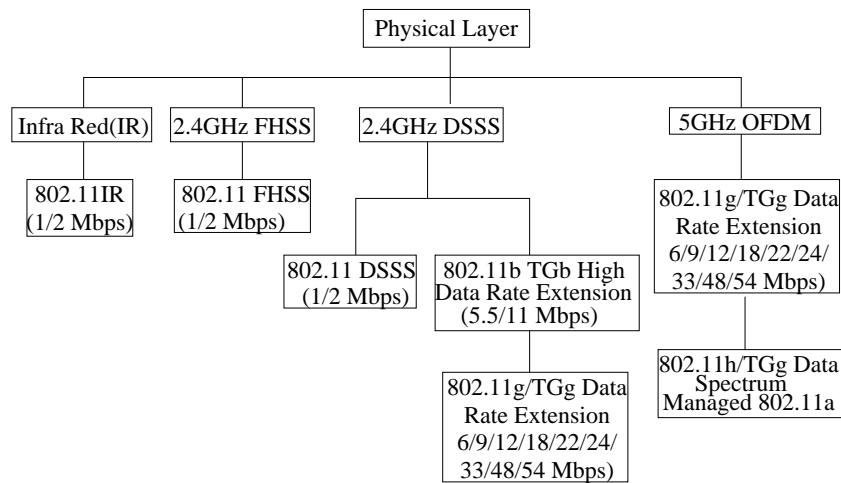 Physical Layer
Infra Red(IR)
2.4GHz FHSS
2.4GHz DSSS
5GHz OFDM
802.11IR
(1/2 Mbps)
802.11 FHSS
(1/2 Mbps)
802.11 DSSS
(1/2 Mbps)
802.11b TGb High
Data Rate Extension
(5.5/11 Mbps)
802.11g/TGg Data
Rate Extension
6/9/12/18/22/24/
33/48/54 Mbps)
802.11g/TGg Data
Rate Extension
6/9/12/18/22/24/
33/48/54 Mbps)
802.11h/TGg Data
Spectrum
Managed 802.11a